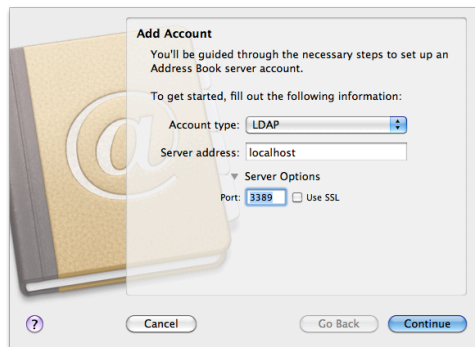 Add Account
You'll be guided through the necessary steps to set up an
Address Book server account.
To get started, fill out the following information:
Account type: LDAP
Server address: localhost
Server Options
Port: 3389 Use SSL
@
? Cancel Go Back Continue